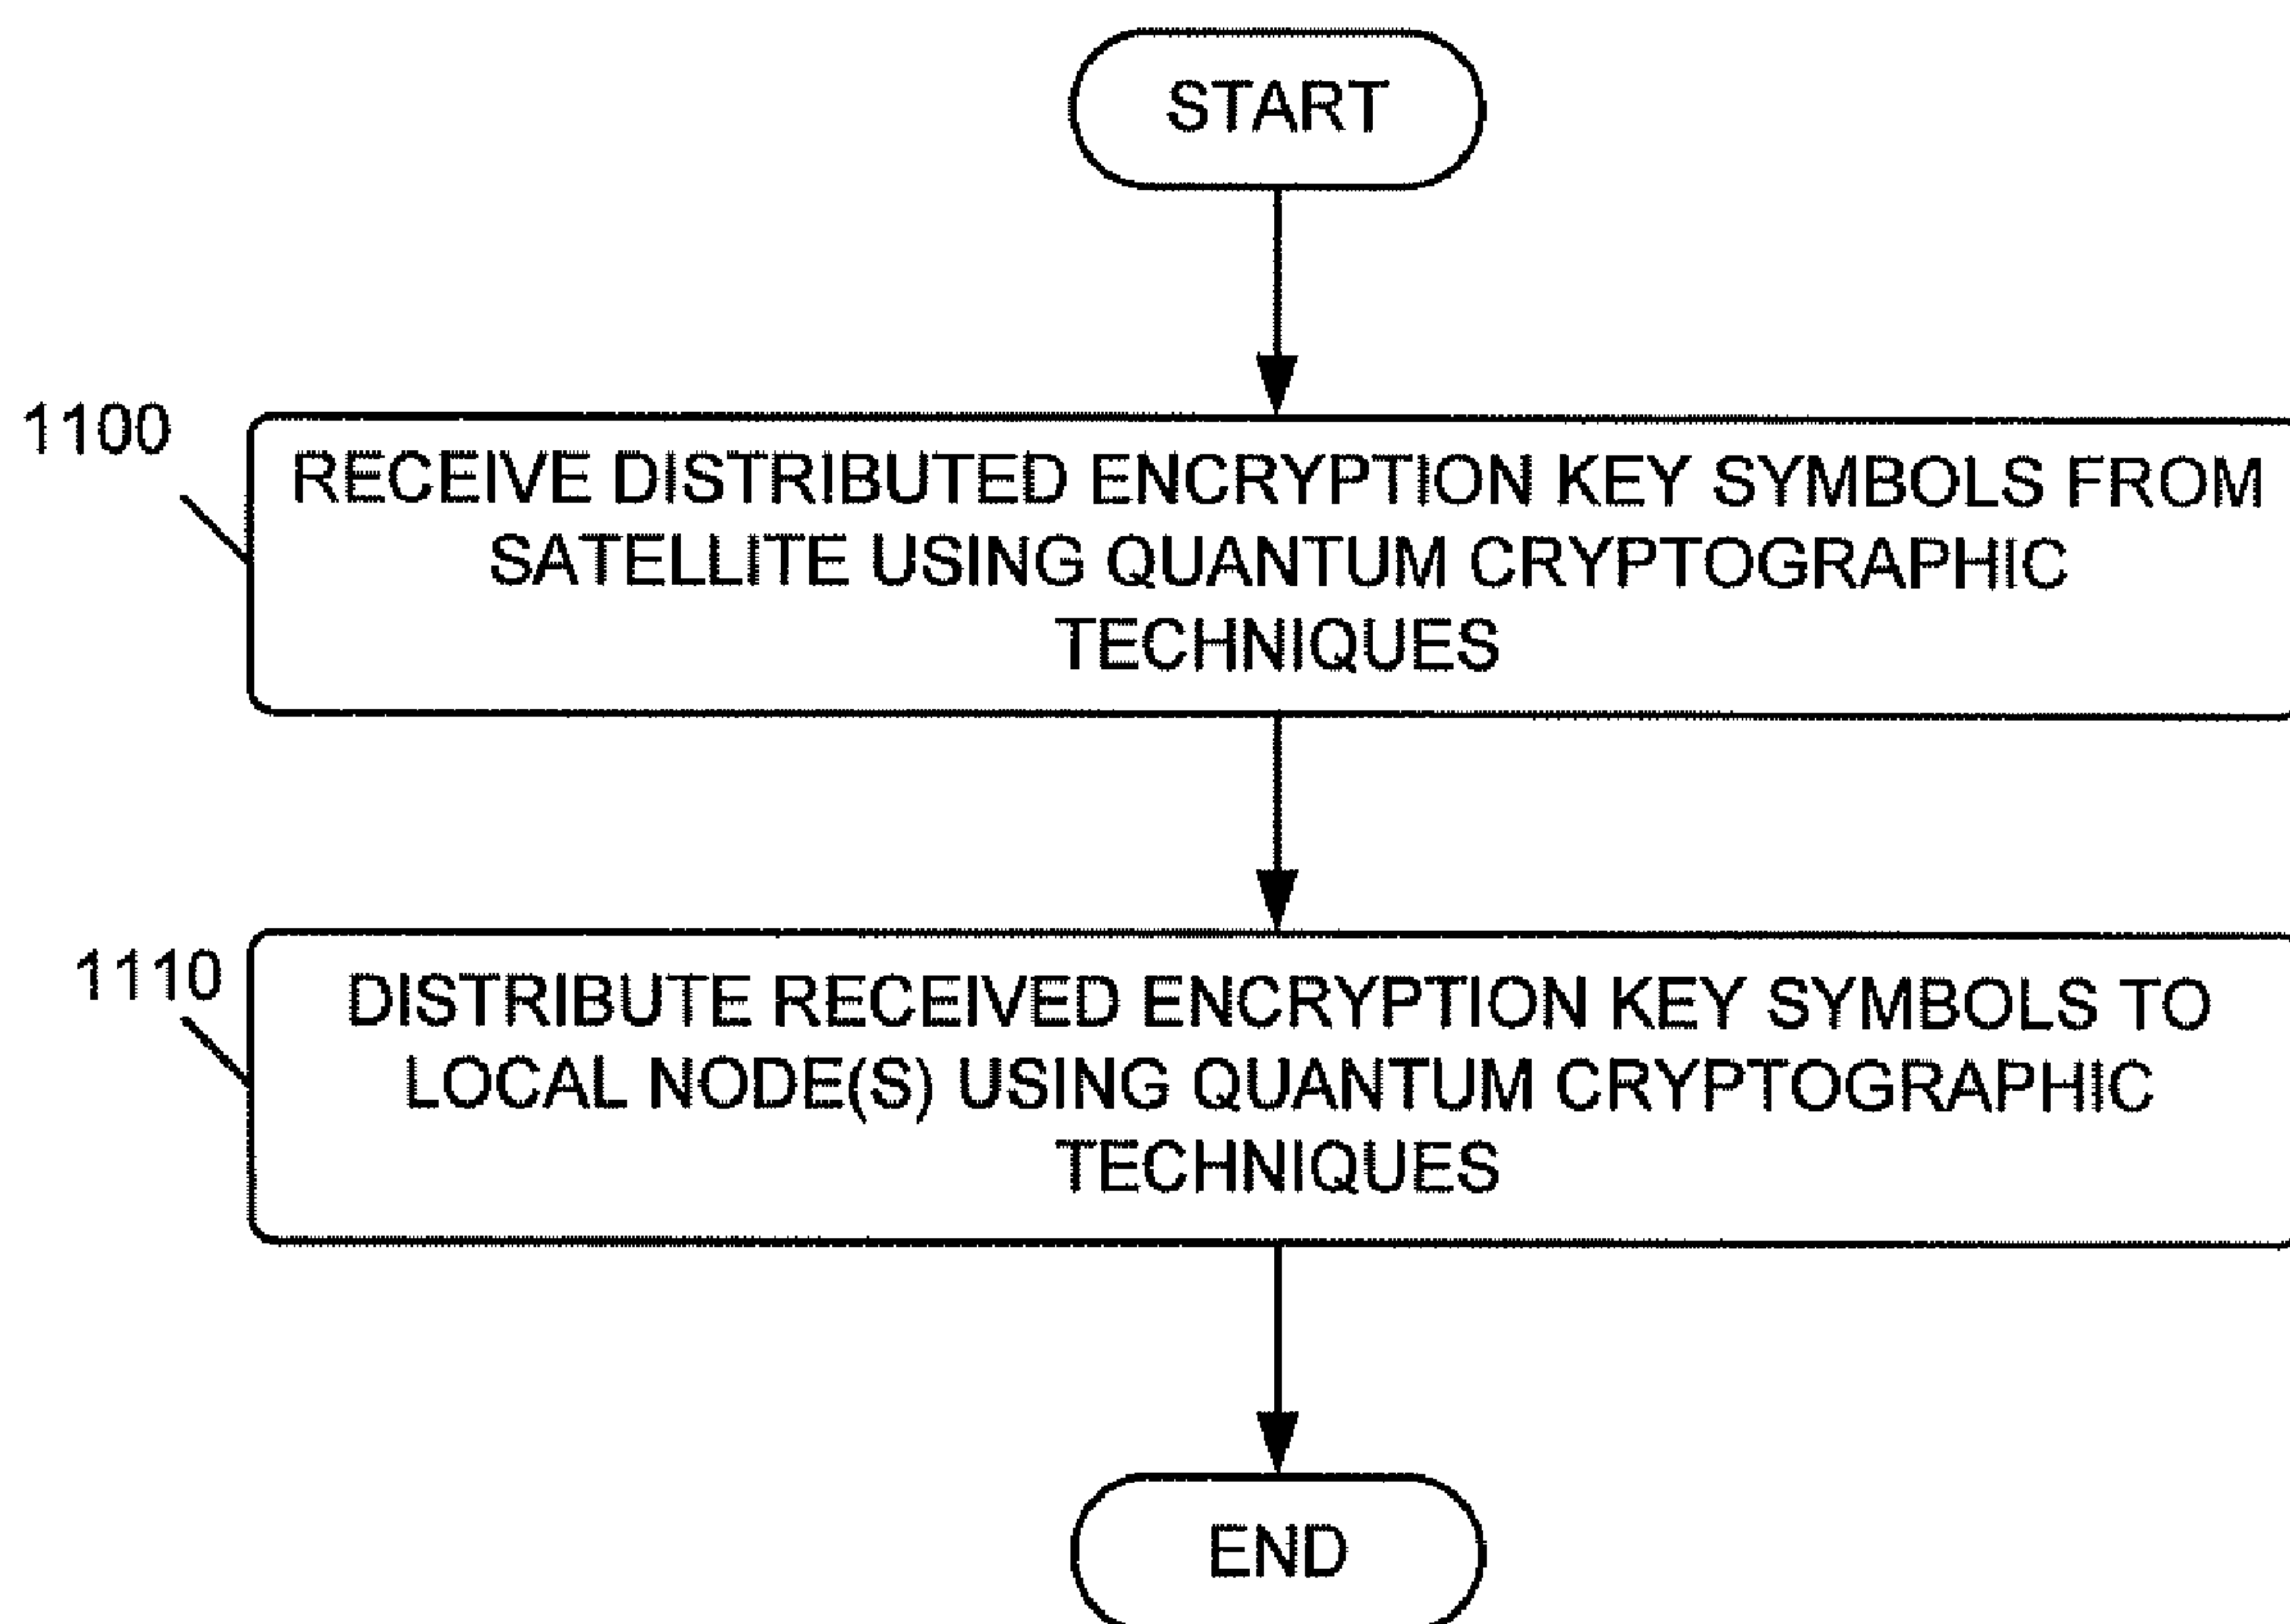 START
1100
RECEIVE DISTRIBUTED ENCRYPTION KEY SYMBOLS FROM
SATELLITE USING QUANTUM CRYPTOGRAPHIC
TECHNIQUES
1110
DISTRIBUTE RECEIVED ENCRYPTION KEY SYMBOLS TO
LOCAL NODE(S) USING QUANTUM CRYPTOGRAPHIC
TECHNIQUES
END